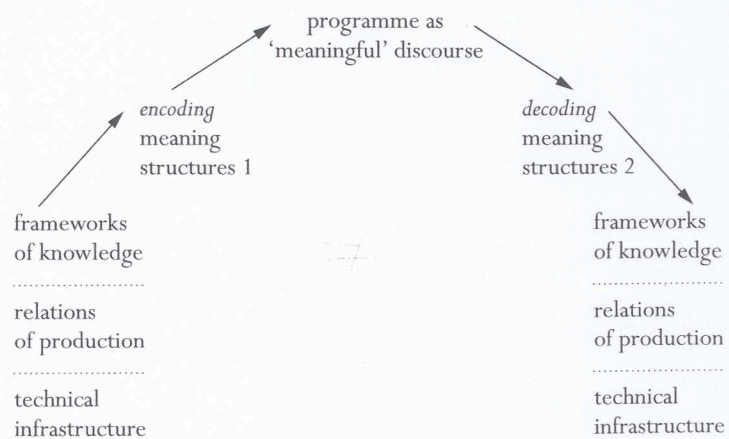 programme as
‘meaningful’ discourse
encoding
meaning
structures 1
decoding
meaning
structures 2
frameworks
of knowledge
relations
of production
technical
infrastructure
frameworks
of knowledge
relations
of production
technical
infrastructure